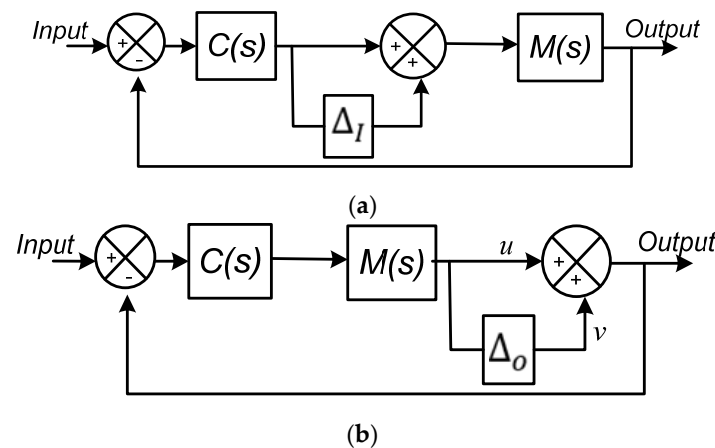 Input + - C(s) + + M(s) Output
Δ_I
(a)
Input + - C(s) M(s) u + + Output
v
Δ_o
(b)